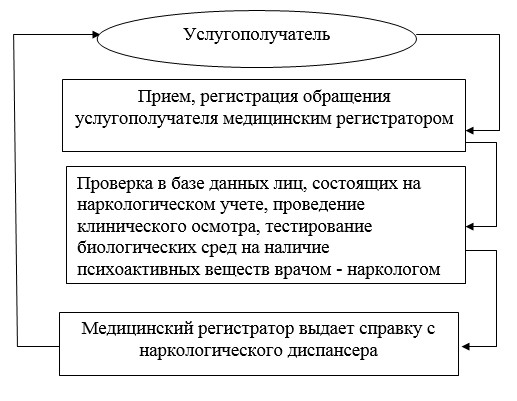 Услугополучатель
Прием, регистрация обращения
услугополучателя медицинским регистратором
Проверка в базе данных лиц, состоящих на
наркологическом учете, проведение
клинического осмотра, тестирование
биологических сред на наличие
психоактивных веществ врачом - наркологом
Медицинский регистратор выдает справку с
наркологического диспансера